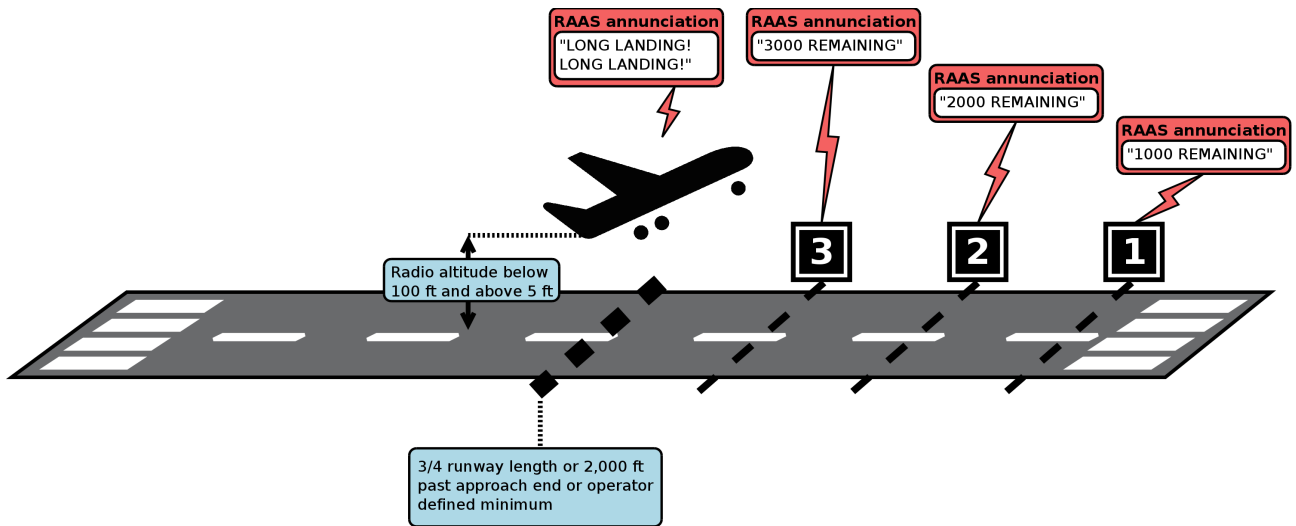 RAAS annunciation
"LONG LANDING!
LONG LANDING!"
RAAS annunciation
"3000 REMAINING"
RAAS annunciation
"2000 REMAINING"
RAAS annunciation
"1000 REMAINING"
3
2
1
Radio altitude below
100 ft and above 5 ft
3/4 runway length or 2,000 ft
past approach end or operator
defined minimum